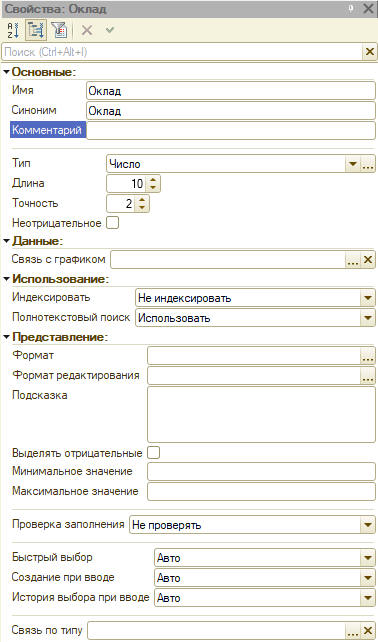 Свойства: Оклад
Поиск (Ctrl+Alt+I)
Основные:
Имя Оклад
Синоним Оклад
Комментарий
Тип Число
Длина 10
Точность 2
Неотрицательное
Данные:
Связь с графиком
Использование:
Индексировать Не индексировать
Полнотекстовый поиск Использовать
Представление:
Формат
Формат редактирования
Подсказка
Выделять отрицательные
Минимальное значение
Максимальное значение
Проверка заполнения Не проверять
Быстрый выбор Авто
Создание при вводе Авто
История выбора при вводе Авто
Связь по типу